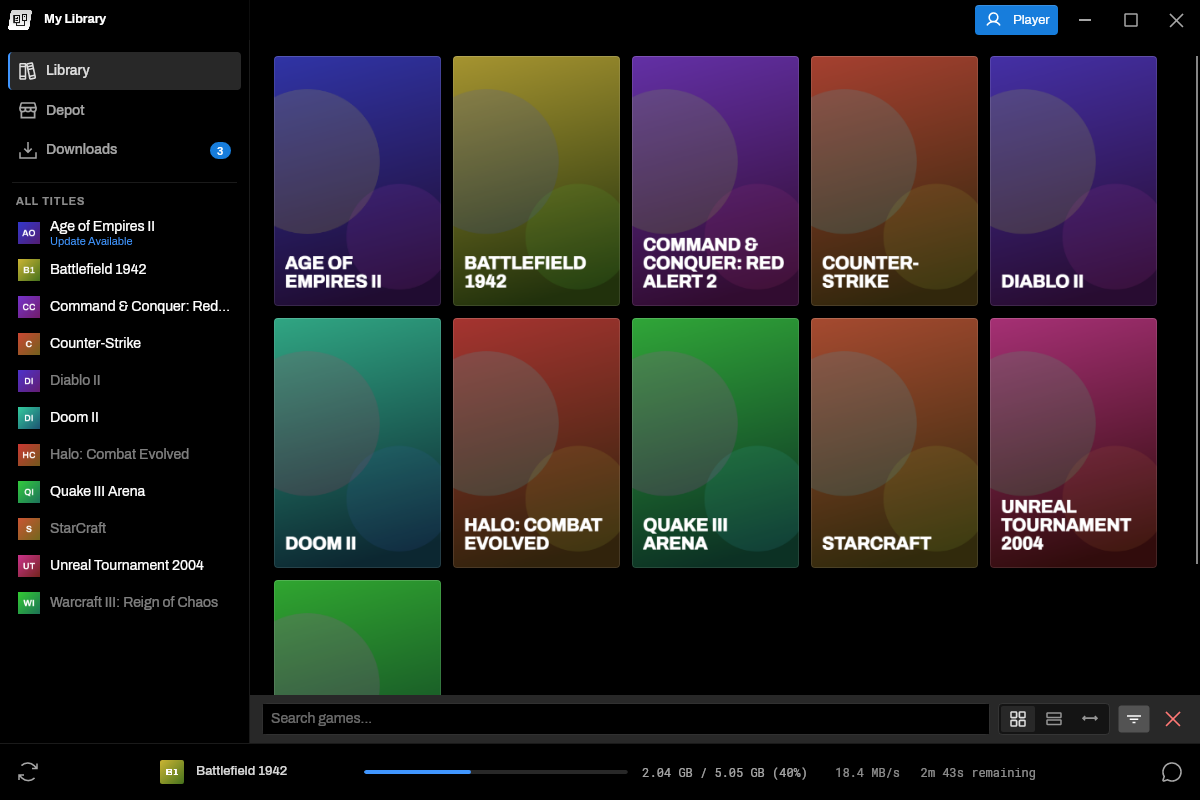 My Library
Player
Library
Depot
Downloads
3
ALL TITLES
AO
Age of Empires II
Update Available
B1
Battlefield 1942
CC
Command & Conquer: Red...
C
Counter-Strike
DI
Diablo II
DI
Doom II
HC
Halo: Combat Evolved
QI
Quake III Arena
S
StarCraft
UT
Unreal Tournament 2004
WI
Warcraft III: Reign of Chaos
AGE OF
EMPIRES II
BATTLEFIELD
1942
COMMAND &
CONQUER: RED
ALERT 2
COUNTER-
STRIKE
DIABLO II
DOOM II
HALO: COMBAT
EVOLVED
QUAKE III
ARENA
STARCRAFT
UNREAL
TOURNAMENT
2004
Search games...
B1
Battlefield 1942
2.04 GB / 5.05 GB (40%)
18.4 MB/s
2m 43s remaining